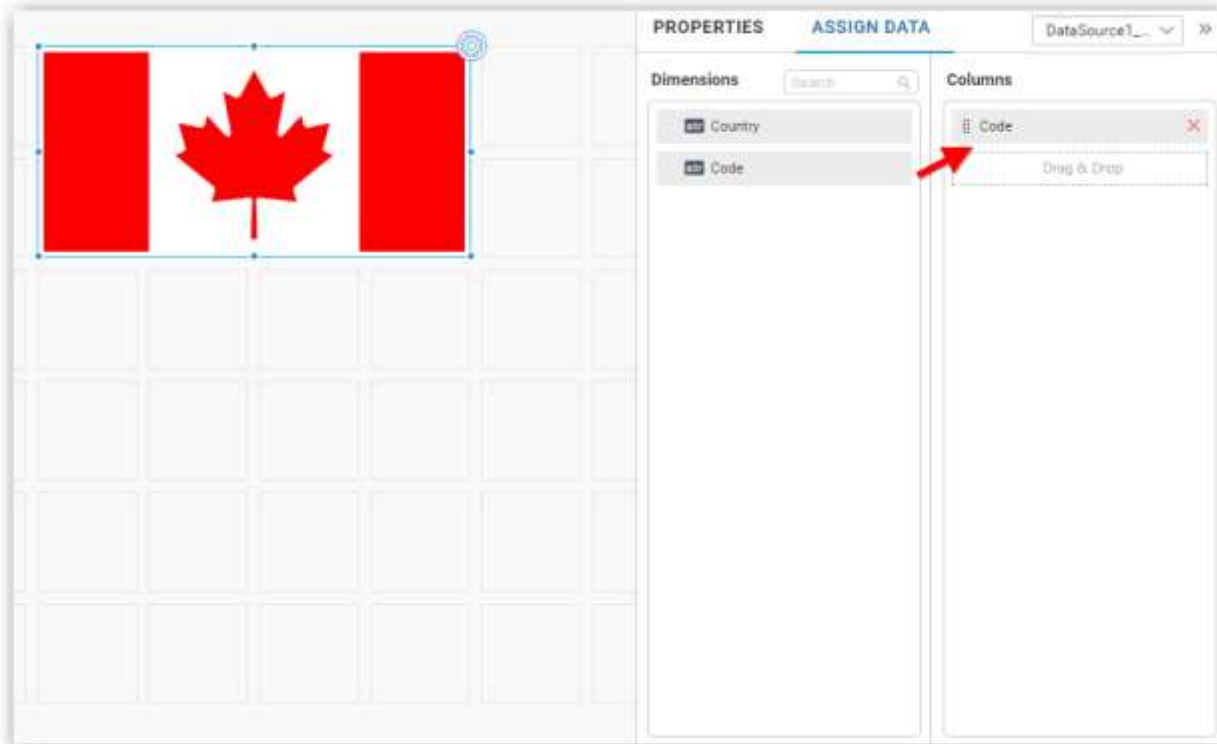 PROPERTIES ASSIGN DATA DataSource1_...
Dimensions Search Columns
Country Code
Code Drag & Drop